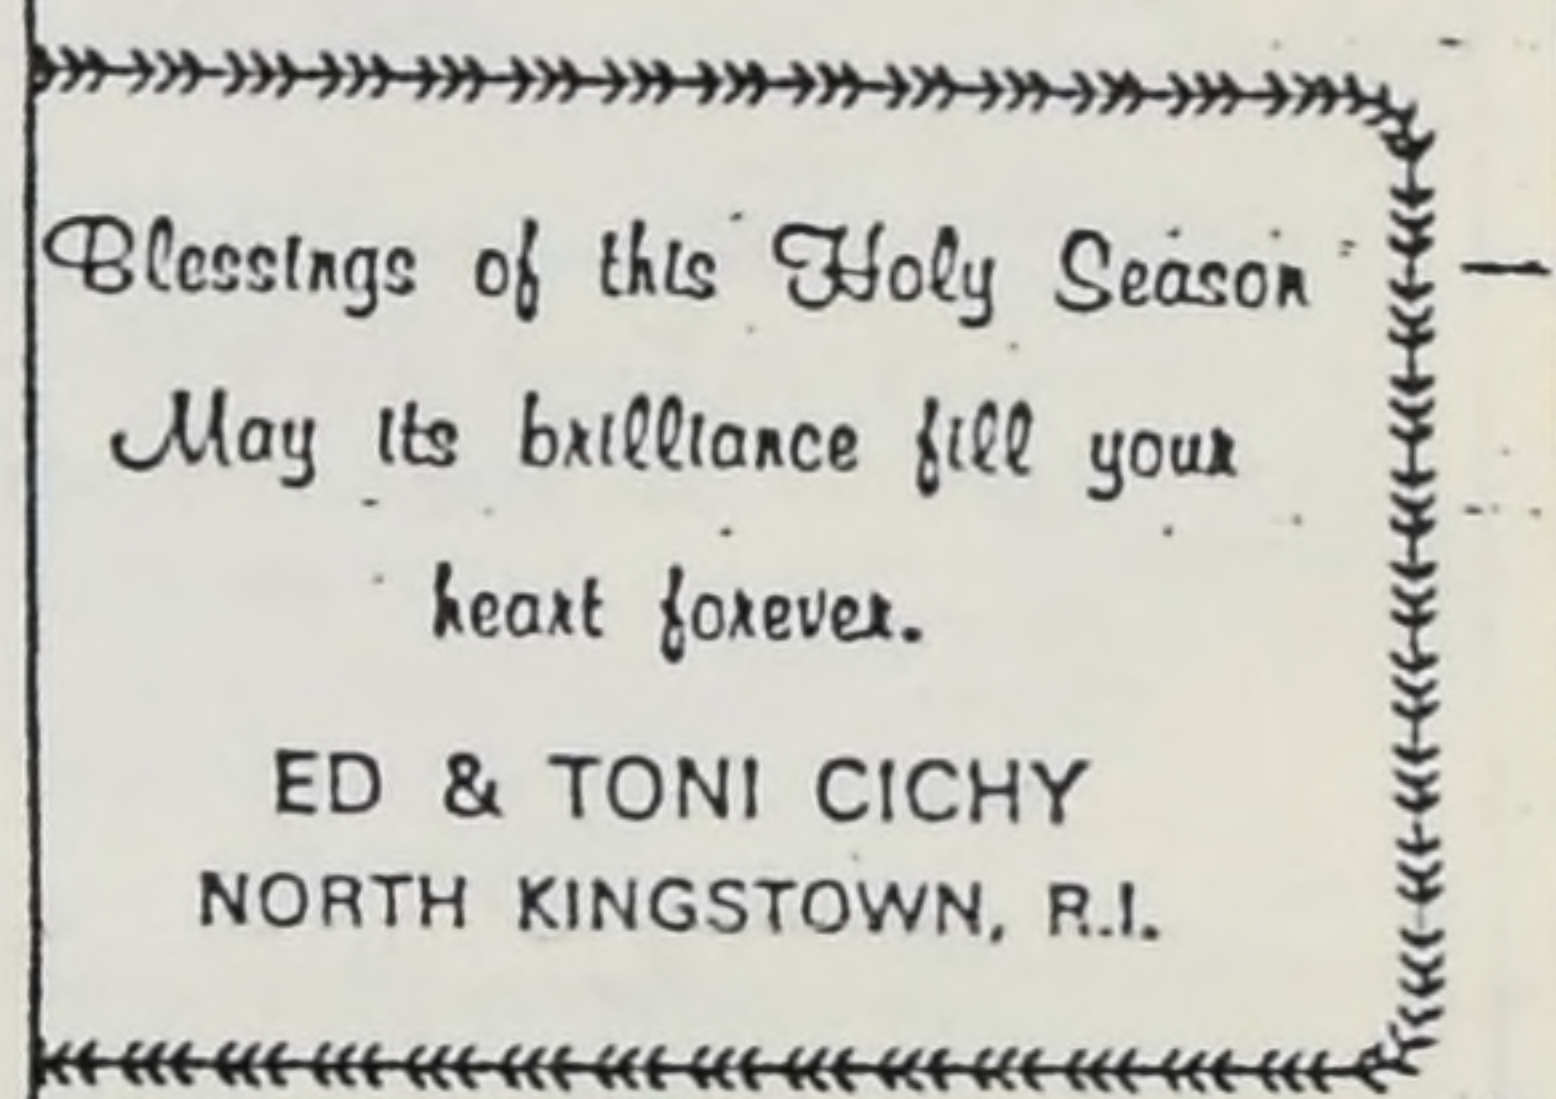 Blessings of this Holy Season
May its brilliance fill your
heart forever.
ED & TONI CICHY
NORTH KINGSTOWN, R.I.